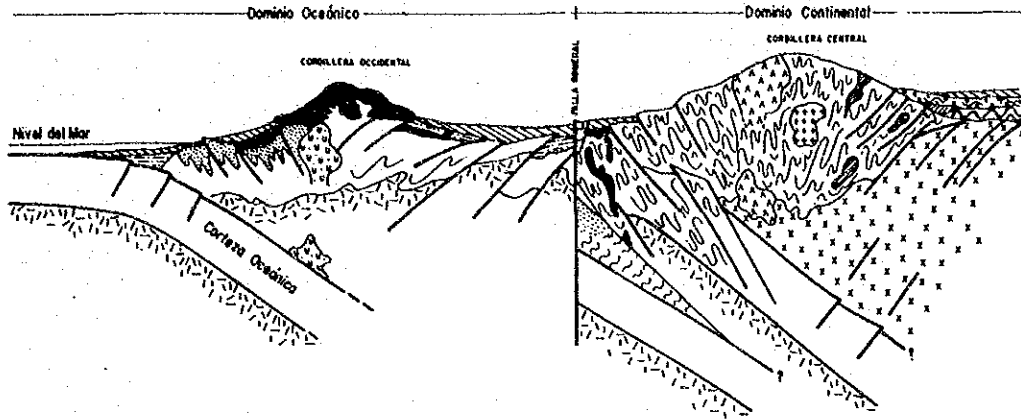 Dominio Oceánico
Dominio Continental
CORDILLERA OCCIDENTAL
FALLA ROMERAL
CORDILLERA CENTRAL
Nivel del Mar
Corteza Oceánica
?
?